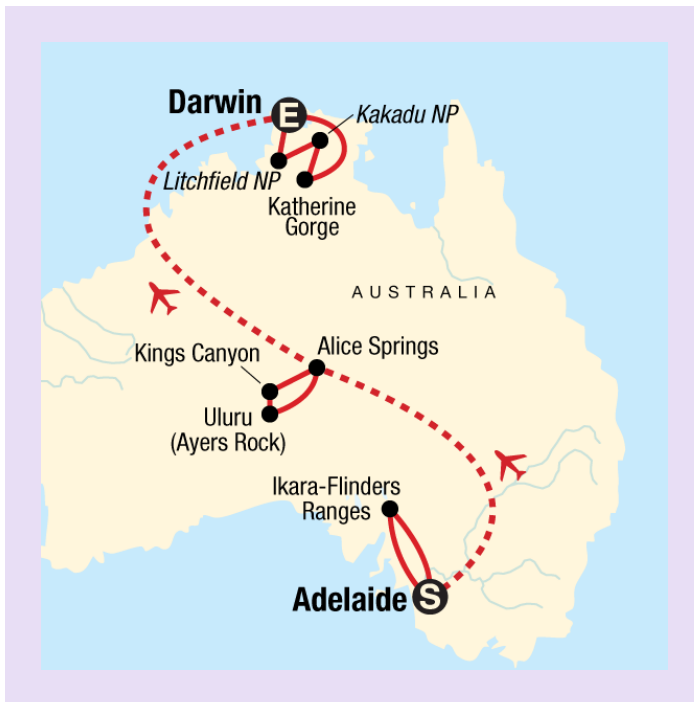 Darwin
E
Kakadu NP
Litchfield NP
Katherine
Gorge
AUSTRALIA
Alice Springs
Kings Canyon
Uluru
(Ayers Rock)
Ikara-Flinders
Ranges
Adelaide
S